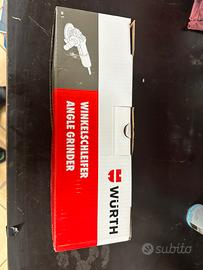 WINKELSCHLEIFER
ANGLE GRINDER
WÜRTH
subito